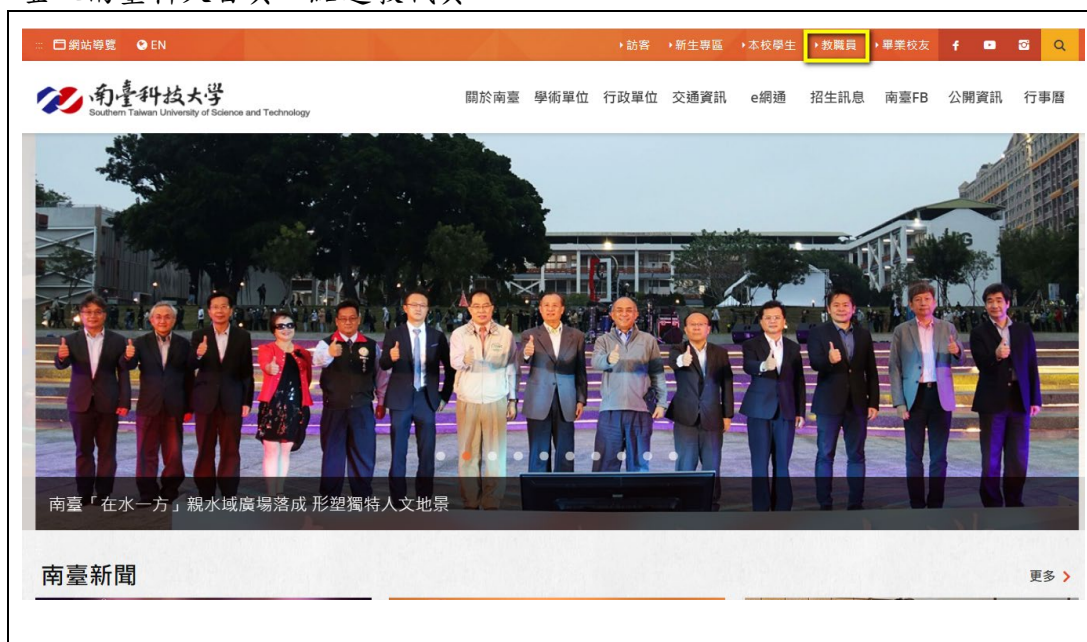 網站導覽 EN 訪客 新生專區 本校學生 教職員 畢業校友
南臺科技大學
Southern Taiwan University of Science and Technology
關於南臺 學術單位 行政單位 交通資訊 e網通 招生訊息 南臺FB 公開資訊 行事曆
南臺「在水一方」親水域廣場落成 形塑獨特人文地景
南臺新聞 更多